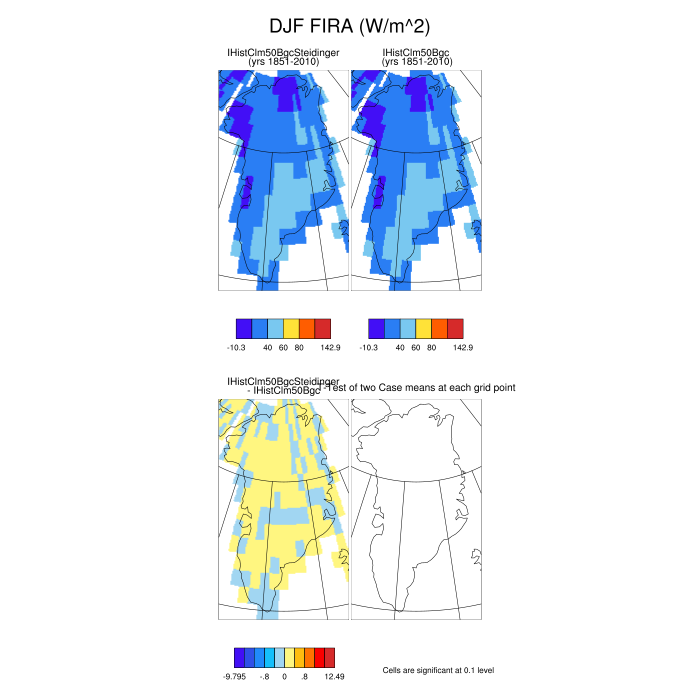 DJF FIRA (W/m^2)
IHistClm50BgcSteidinger
(yrs 1851-2010)
IHistClm50Bgc
(yrs 1851-2010)
-10.3 40 60 80 142.9
-10.3 40 60 80 142.9
IHistClm50BgcSteidinger
- IHistClm50Bgc
Test of two Case means at each grid point
-9.795 -.8 0 .8 12.49
Cells are significant at 0.1 level